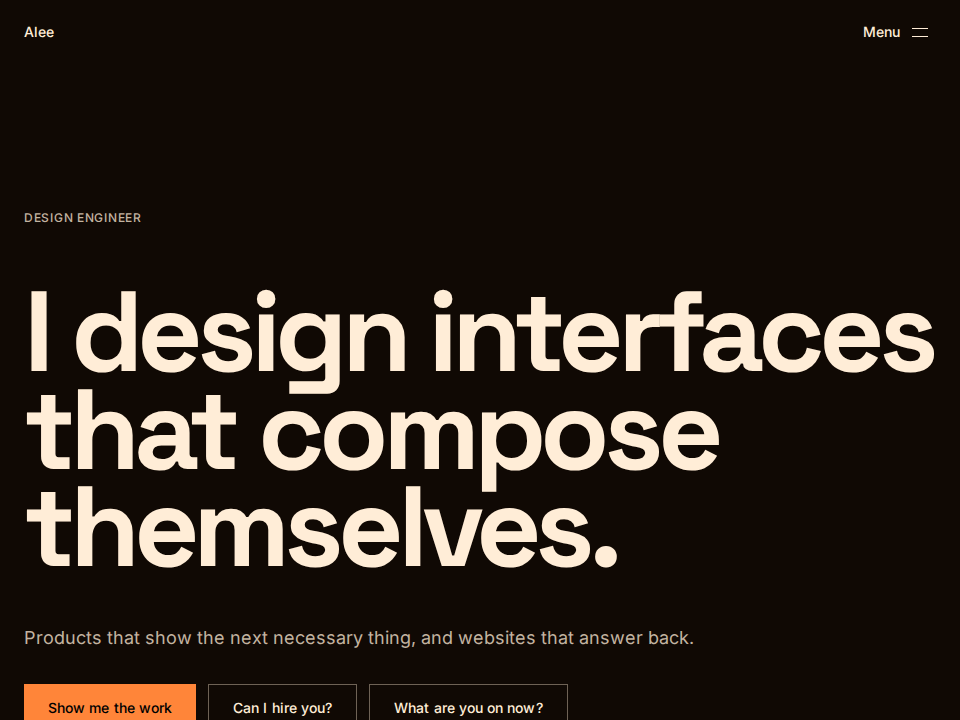 Alee
Menu
DESIGN ENGINEER
I design interfaces
that compose
themselves.
Products that show the next necessary thing, and websites that answer back.
Show me the work
Can I hire you?
What are you on now?